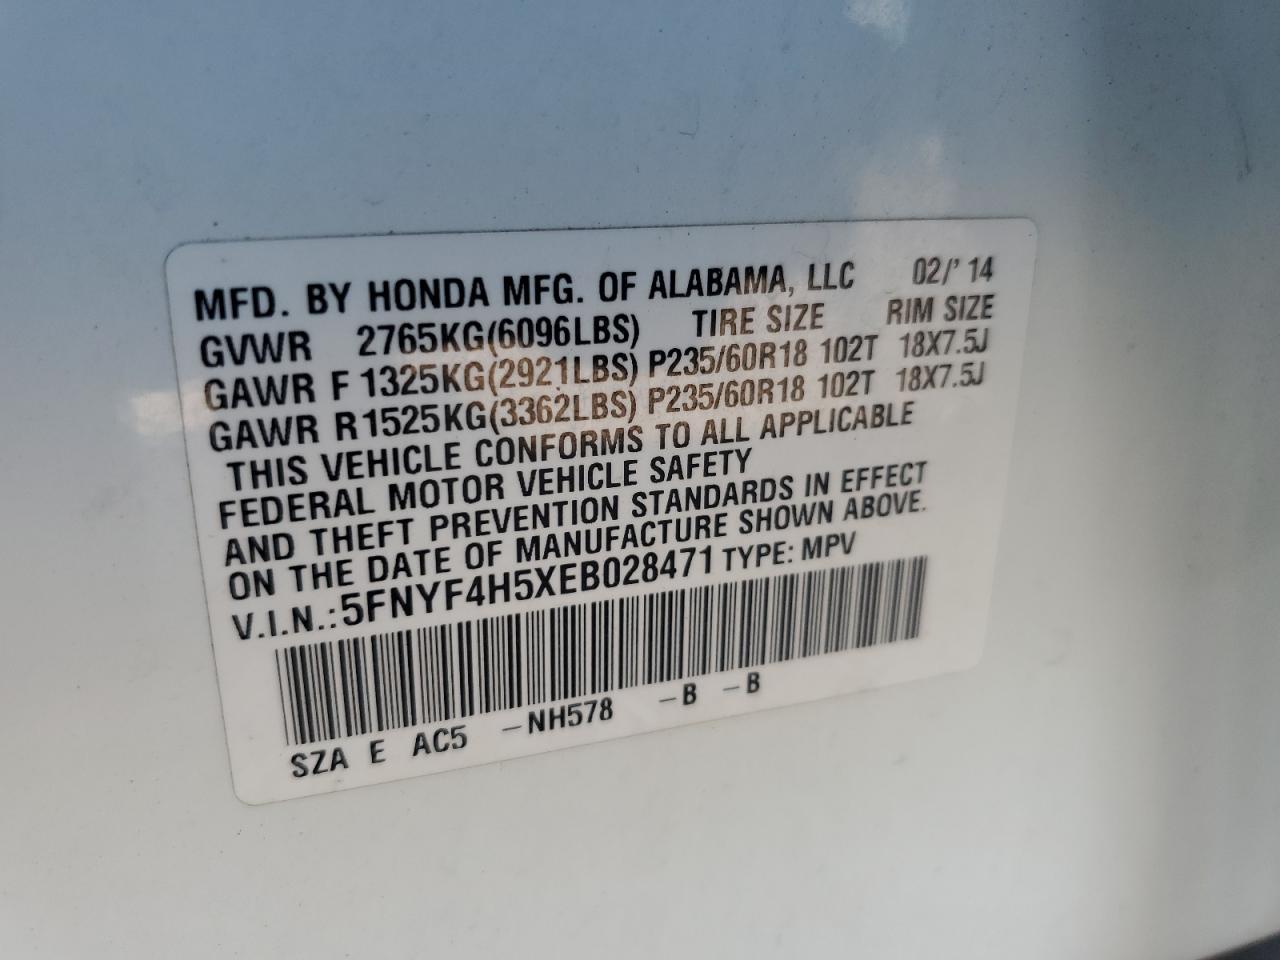 MFD. BY HONDA MFG. OF ALABAMA, LLC 02/'14
GVWR 2765KG(6096LBS) TIRE SIZE RIM SIZE
GAWR F 1325KG(2921LBS) P235/60R18 102T 18X7.5J
GAWR R 1525KG(3362LBS) P235/60R18 102T 18X7.5J
THIS VEHICLE CONFORMS TO ALL APPLICABLE
FEDERAL MOTOR VEHICLE SAFETY
AND THEFT PREVENTION STANDARDS IN EFFECT
ON THE DATE OF MANUFACTURE SHOWN ABOVE.
V.I.N.:5FNYF4H5XEB028471 TYPE: MPV
SZA E AC5 -NH578 -B -B